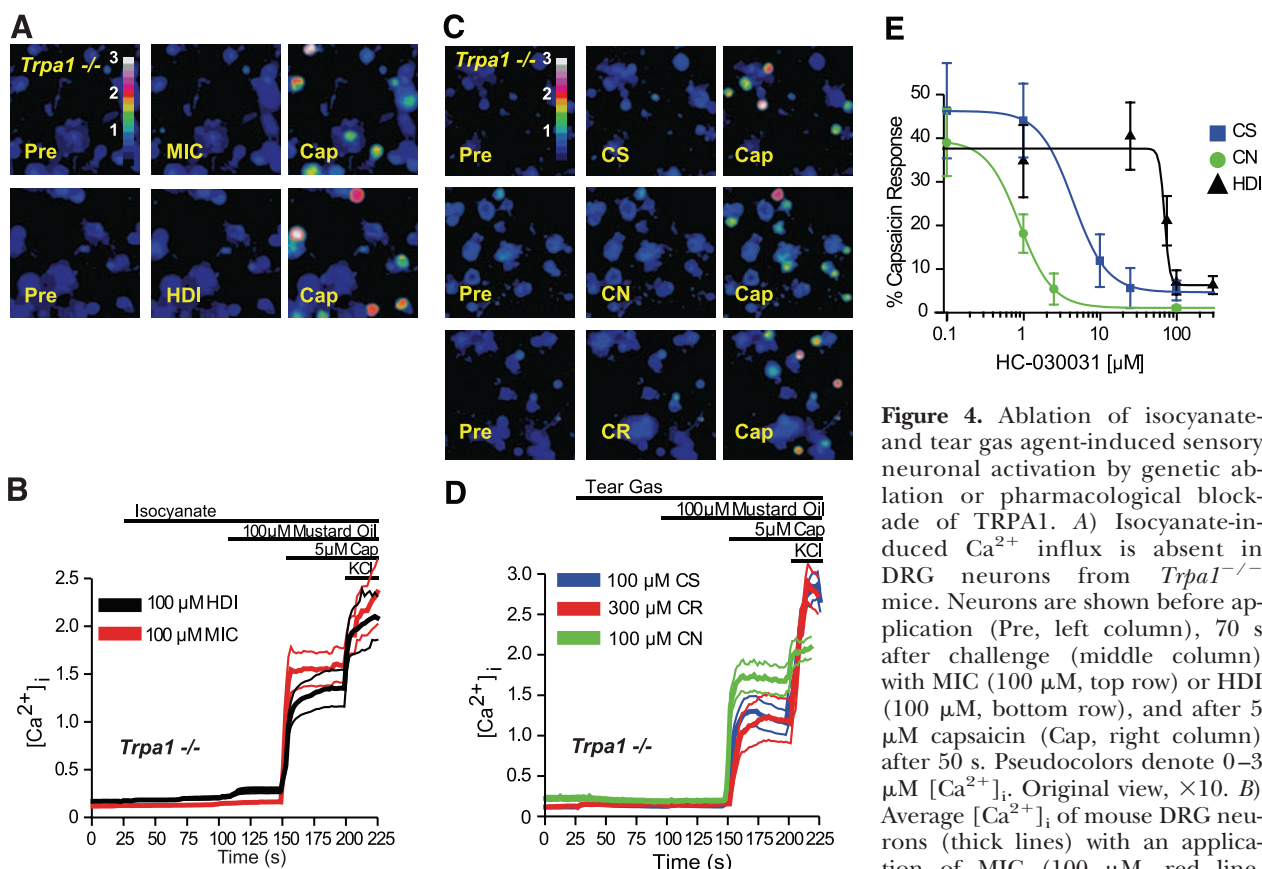 A
Trpa1 -/-
3
2
1
Pre
MIC
Cap
Pre
HDI
Cap
B
Isocyanate
100µM Mustard Oil
5µM Cap
KCl
2.5
2.0
1.5
1.0
0.5
0
[Ca2+]i
100 µM HDI
100 µM MIC
Trpa1 -/-
0 25 50 75 100 125 150 175 200 225
Time (s)
C
Trpa1 -/-
3
2
1
Pre
CS
Cap
Pre
CN
Cap
Pre
CR
Cap
D
Tear Gas
100µM Mustard Oil
5µM Cap
KCl
3.0
2.5
2.0
1.5
1.0
0.5
0
[Ca2+]i
100 µM CS
300 µM CR
100 µM CN
Trpa1 -/-
0 25 50 75 100 125 150 175 200 225
Time (s)
E
50
40
30
20
10
0
% Capsaicin Response
0.1 1 10 100
HC-030031 [µM]
CS
CN
HDI
Figure 4. Ablation of isocyanate-
and tear gas agent-induced sensory
neuronal activation by genetic ab-
lation or pharmacological block-
ade of TRPA1. A) Isocyanate-in-
duced Ca2+ influx is absent in
DRG neurons from Trpa1−/−
mice. Neurons are shown before ap-
plication (Pre, left column), 70 s
after challenge (middle column)
with MIC (100 µM, top row) or HDI
(100 µM, bottom row), and after 5
µM capsaicin (Cap, right column)
after 50 s. Pseudocolors denote 0–3
µM [Ca2+]i. Original view, ×10. B)
Average [Ca2+]i of mouse DRG neu-
rons (thick lines) with an applica-
tion of MIC (100 µM, red line,